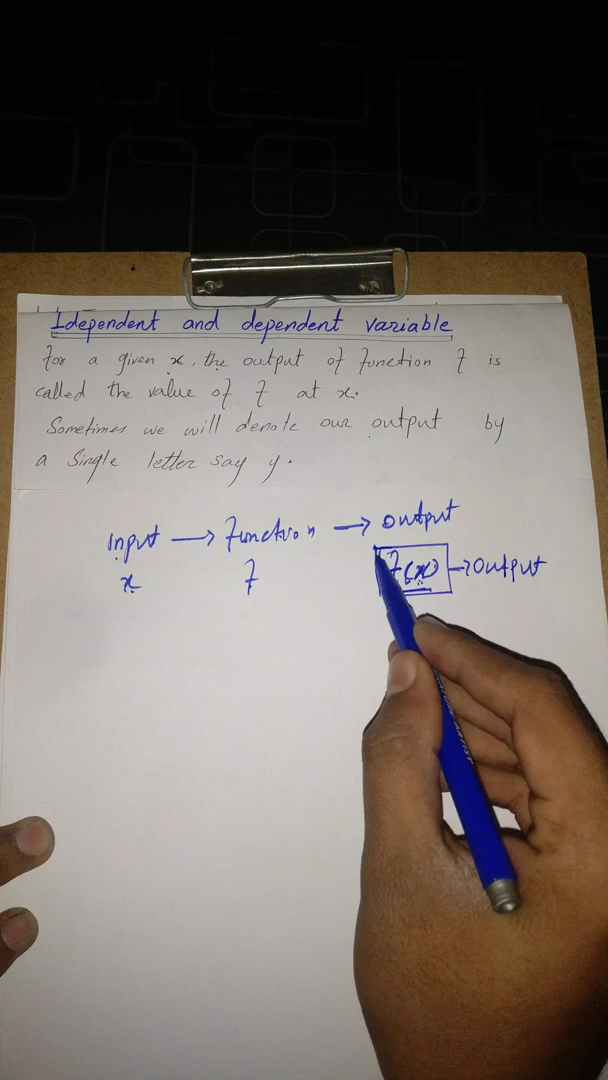 Idependent and dependent variable
For a given x, the output of function f is
called the value of f at x.
Sometimes we will denote our output by
a single letter say y.
Input → Function → Output
x f f(x) → Output